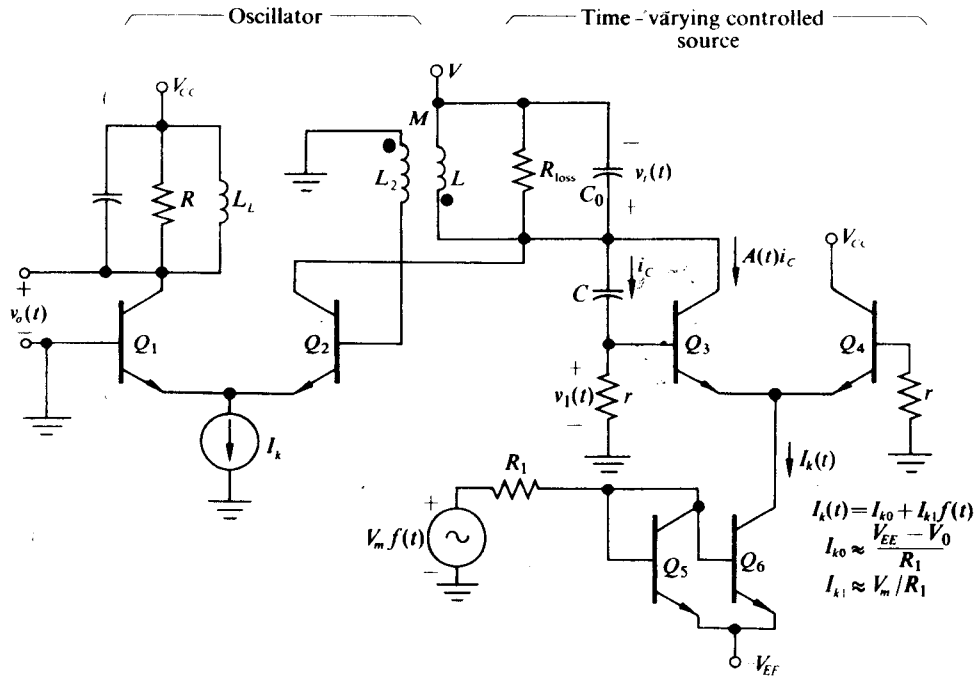 Oscillator
Time-varying controlled
source
V
V_CC
M
R
L_L
L_2
L
R_loss
C_0
−
v_t(t)
+
V_CC
A(t)i_C
i_C
C
+
v_o(t)
−
Q_1
Q_2
Q_3
Q_4
+
v_1(t)
−
r
r
I_k
I_k(t)
R_1
+
V_m f(t)
−
Q_5
Q_6
I_k(t) = I_k0 + I_k1 f(t)
I_k0 ≈ (V_EE − V_0) / R_1
I_k1 ≈ V_m/R_1
V_EE